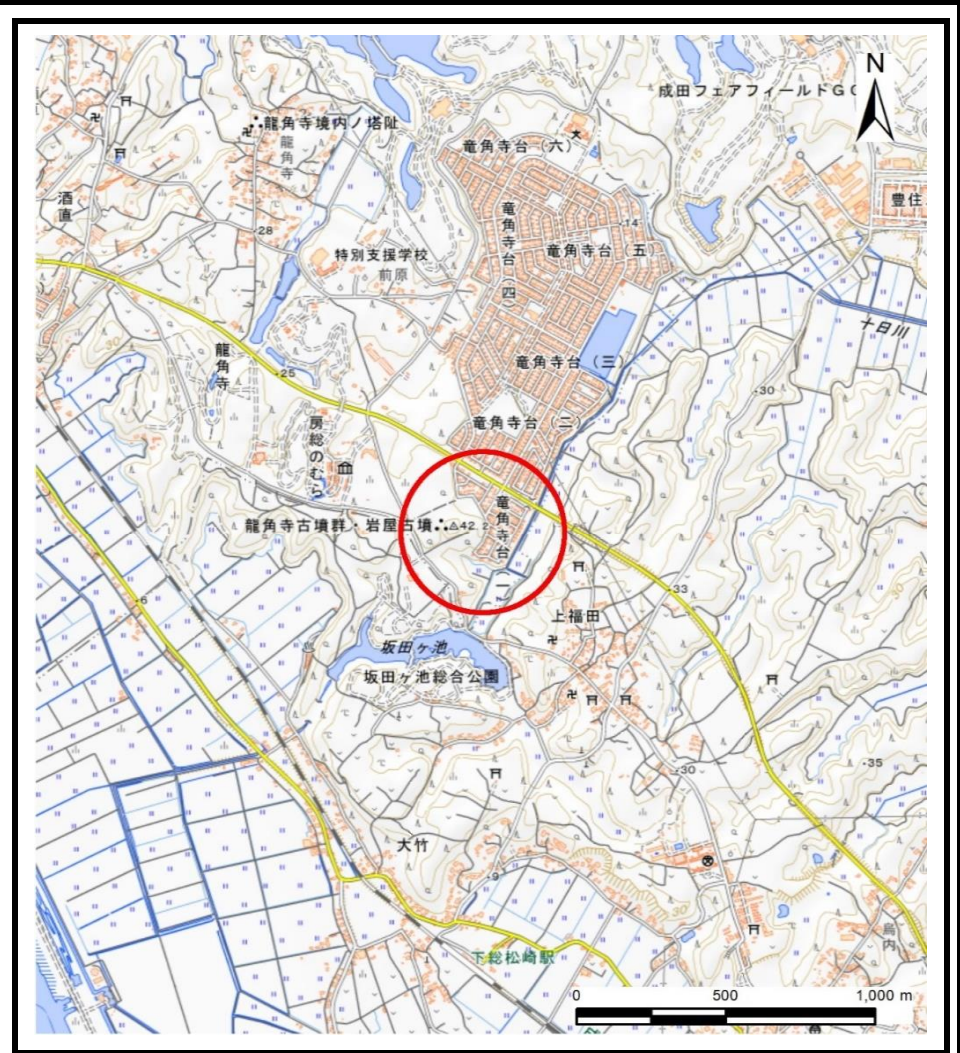 N
成田フェアフィールドGC
龍角寺境内ノ塔址
龍角寺
竜角寺台(六)
酒直
豊住
竜角寺台(四)
14
28
特別支援学校
前原
竜角寺台(五)
十日川
龍角寺
竜角寺台(三)
25
30
房総のむら
竜角寺台(二)
竜角寺台(一)
龍角寺古墳群・岩屋古墳
42.2
6
33
上福田
坂田ヶ池
坂田ヶ池総合公園
30
35
大竹
9
30
下総松崎駅
0 500 1,000 m